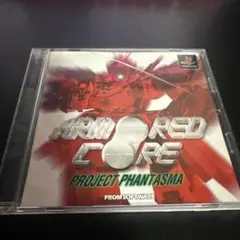 ARMORED
CORE
PROJECT PHANTASMA
FROM SOFTWARE